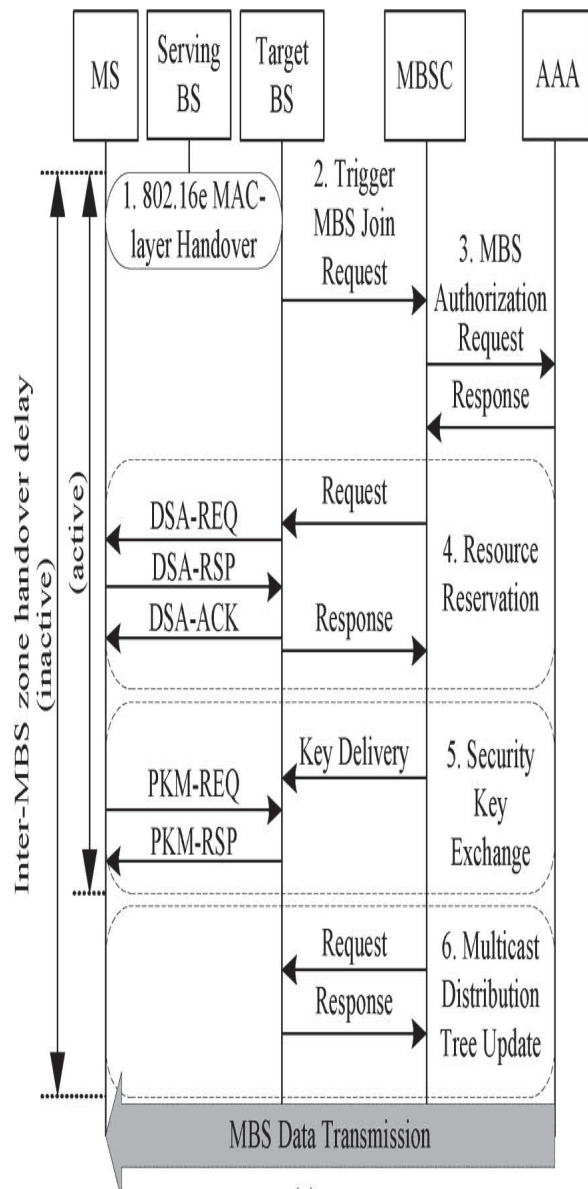 MS
Serving
BS
Target
BS
MBSC
AAA
1. 802.16e MAC-
layer Handover
2. Trigger
MBS Join
Request
3. MBS
Authorization
Request
Response
Inter-MBS zone handover delay
(inactive)
(active)
Request
DSA-REQ
DSA-RSP
DSA-ACK
Response
4. Resource
Reservation
Key Delivery
PKM-REQ
PKM-RSP
5. Security
Key
Exchange
Request
Response
6. Multicast
Distribution
Tree Update
MBS Data Transmission